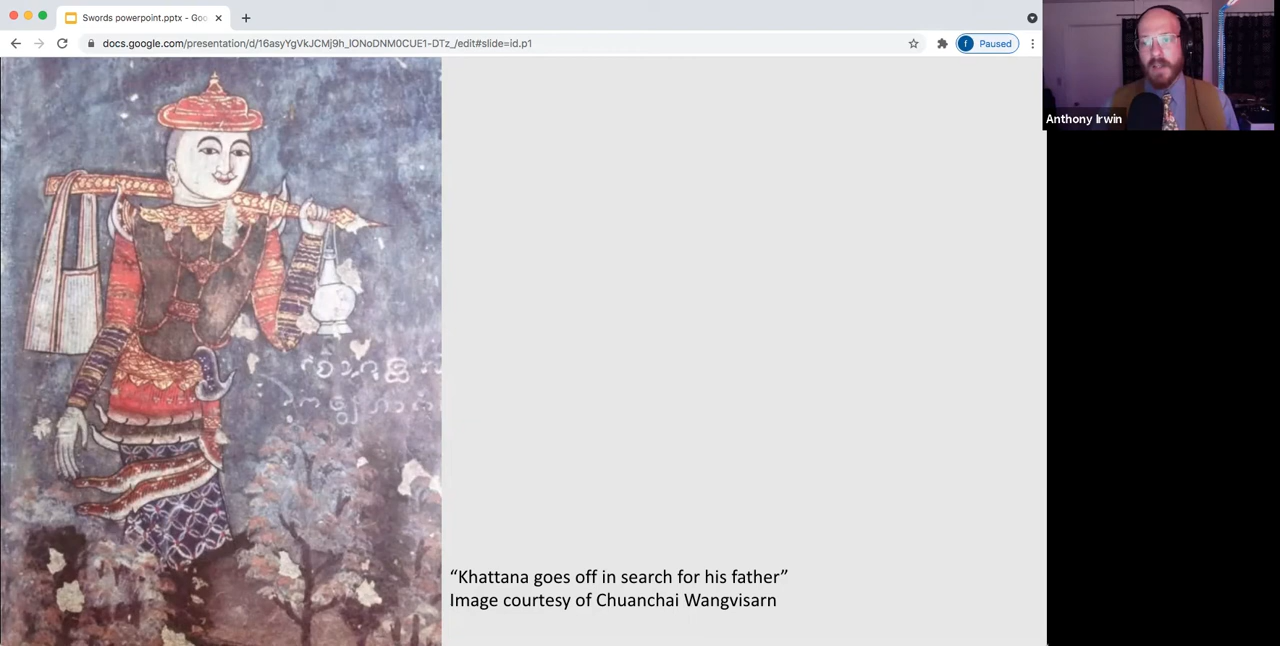 Swords powerpoint.pptx - Goo
docs.google.com/presentation/d/16asyYgVkJCMj9h_IONoDNM0CUE1-DTz_/edit#slide=id.p1
f Paused
Anthony Irwin
“Khattana goes off in search for his father”
Image courtesy of Chuanchai Wangvisarn